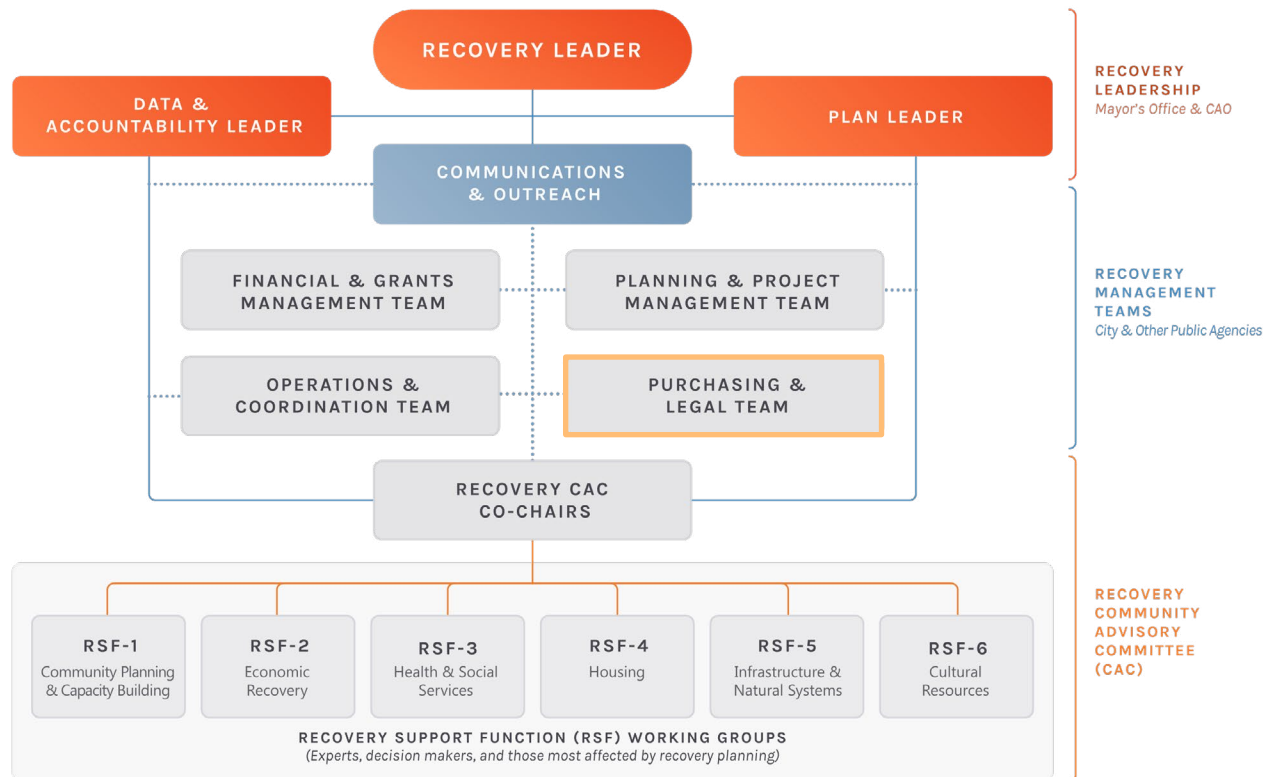 RECOVERY LEADER
DATA &
ACCOUNTABILITY LEADER
PLAN LEADER
RECOVERY
LEADERSHIP
Mayor's Office & CAO
COMMUNICATIONS
& OUTREACH
FINANCIAL & GRANTS
MANAGEMENT TEAM
PLANNING & PROJECT
MANAGEMENT TEAM
OPERATIONS &
COORDINATION TEAM
PURCHASING &
LEGAL TEAM
RECOVERY
MANAGEMENT
TEAMS
City & Other Public Agencies
RECOVERY CAC
CO-CHAIRS
RSF-1
Community Planning
& Capacity Building
RSF-2
Economic
Recovery
RSF-3
Health & Social
Services
RSF-4
Housing
RSF-5
Infrastructure &
Natural Systems
RSF-6
Cultural
Resources
RECOVERY SUPPORT FUNCTION (RSF) WORKING GROUPS
(Experts, decision makers, and those most affected by recovery planning)
RECOVERY
COMMUNITY
ADVISORY
COMMITTEE
(CAC)